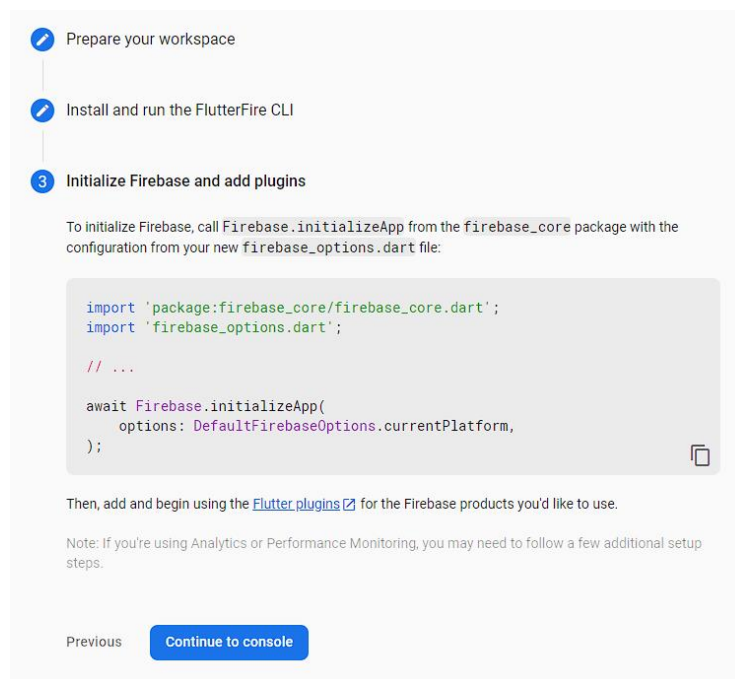 Prepare your workspace
Install and run the FlutterFire CLI
3 Initialize Firebase and add plugins
To initialize Firebase, call Firebase.initializeApp from the firebase_core package with the
configuration from your new firebase_options.dart file:
import 'package:firebase_core/firebase_core.dart';
import 'firebase_options.dart';
// ...
await Firebase.initializeApp(
    options: DefaultFirebaseOptions.currentPlatform,
);
Then, add and begin using the Flutter plugins for the Firebase products you'd like to use.
Note: If you're using Analytics or Performance Monitoring, you may need to follow a few additional setup
steps.
Previous Continue to console